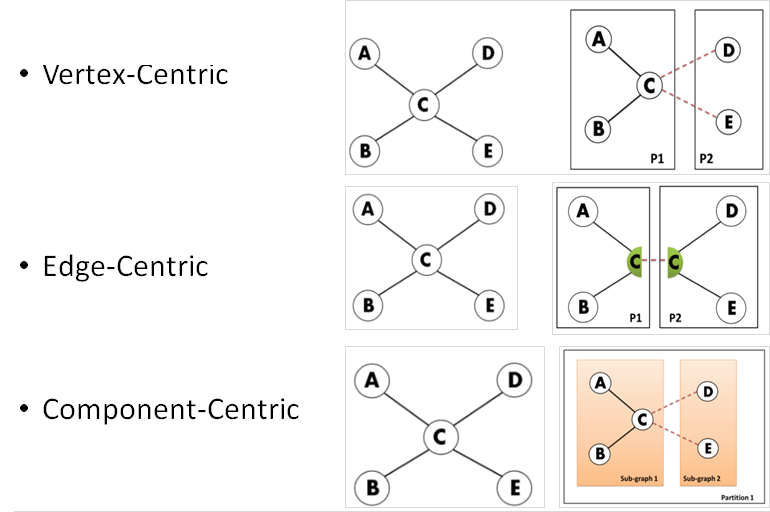 • Vertex-Centric
A
D
C
B
E
A
D
C
B
E
P1
P2
• Edge-Centric
A
D
C
B
E
A
D
C
C
B
E
P1
P2
• Component-Centric
A
D
C
B
E
A
D
C
B
E
Sub-graph 1
Sub-graph 2
Partition 1